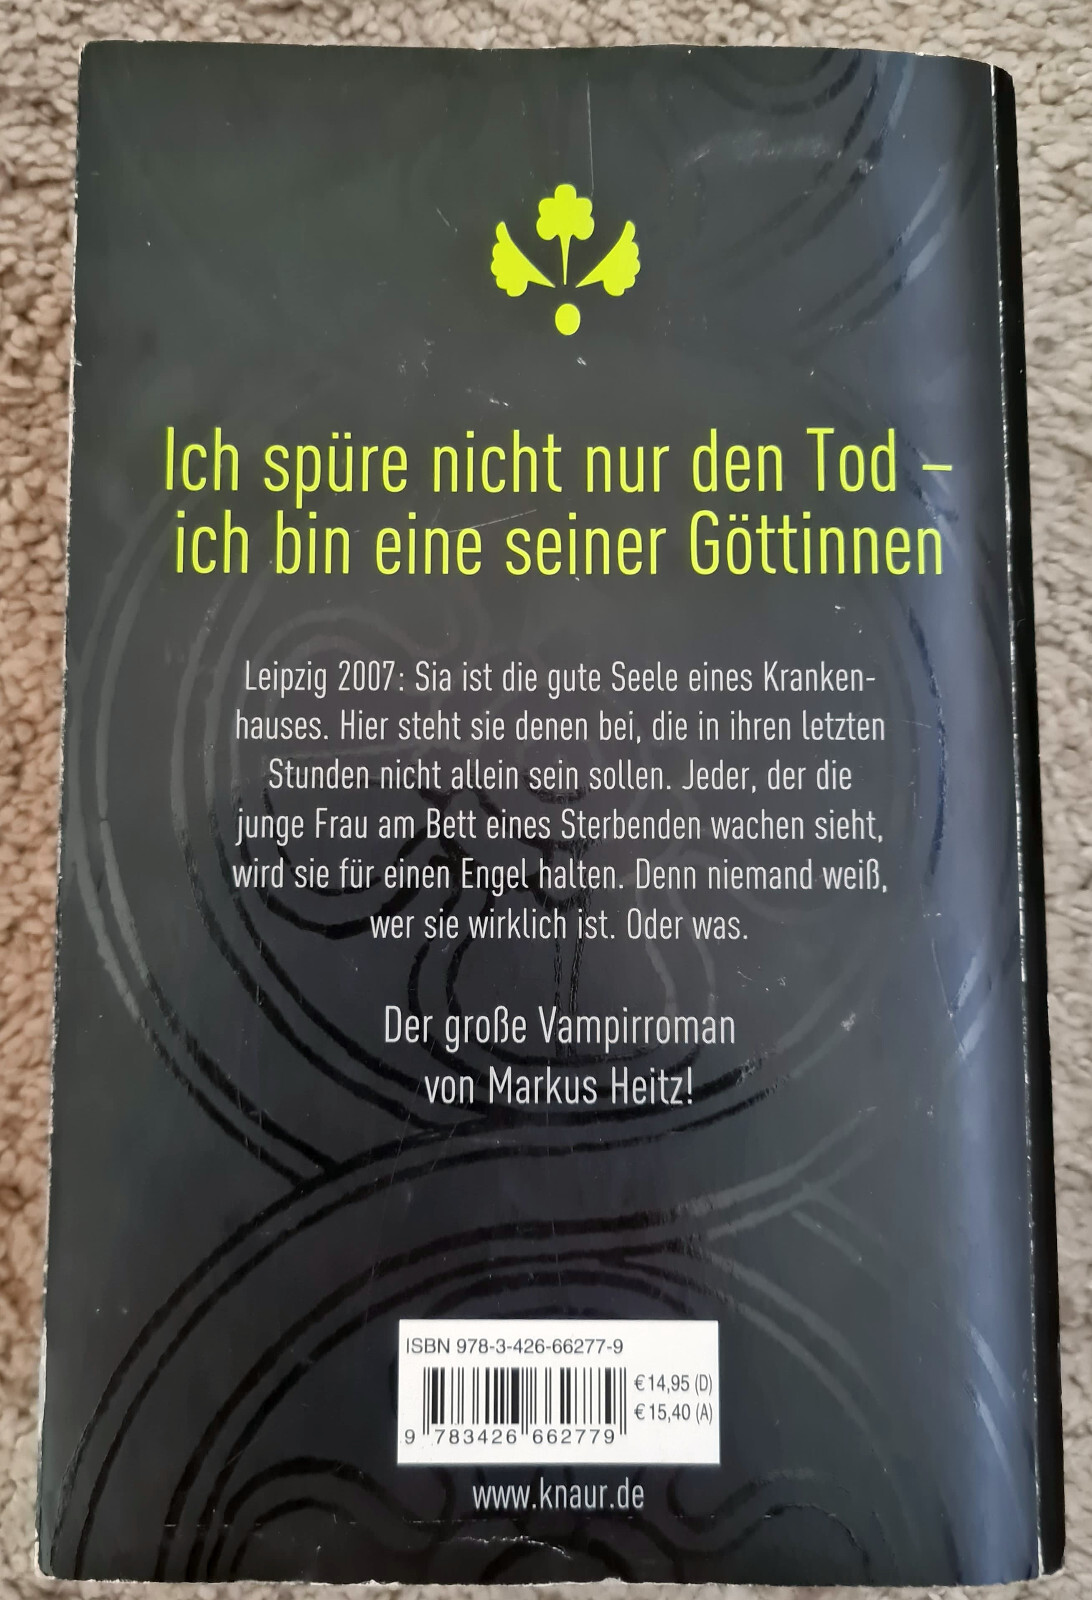 Ich spüre nicht nur den Tod –
ich bin eine seiner Göttinnen
Leipzig 2007: Sia ist die gute Seele eines Kranken-
hauses. Hier steht sie denen bei, die in ihren letzten
Stunden nicht allein sein sollen. Jeder, der die
junge Frau am Bett eines Sterbenden wachen sieht,
wird sie für einen Engel halten. Denn niemand weiß,
wer sie wirklich ist. Oder was.
Der große Vampirroman
von Markus Heitz!
ISBN 978-3-426-66277-9
€ 14,95 (D)
€ 15,40 (A)
9 783426 662779
www.knaur.de